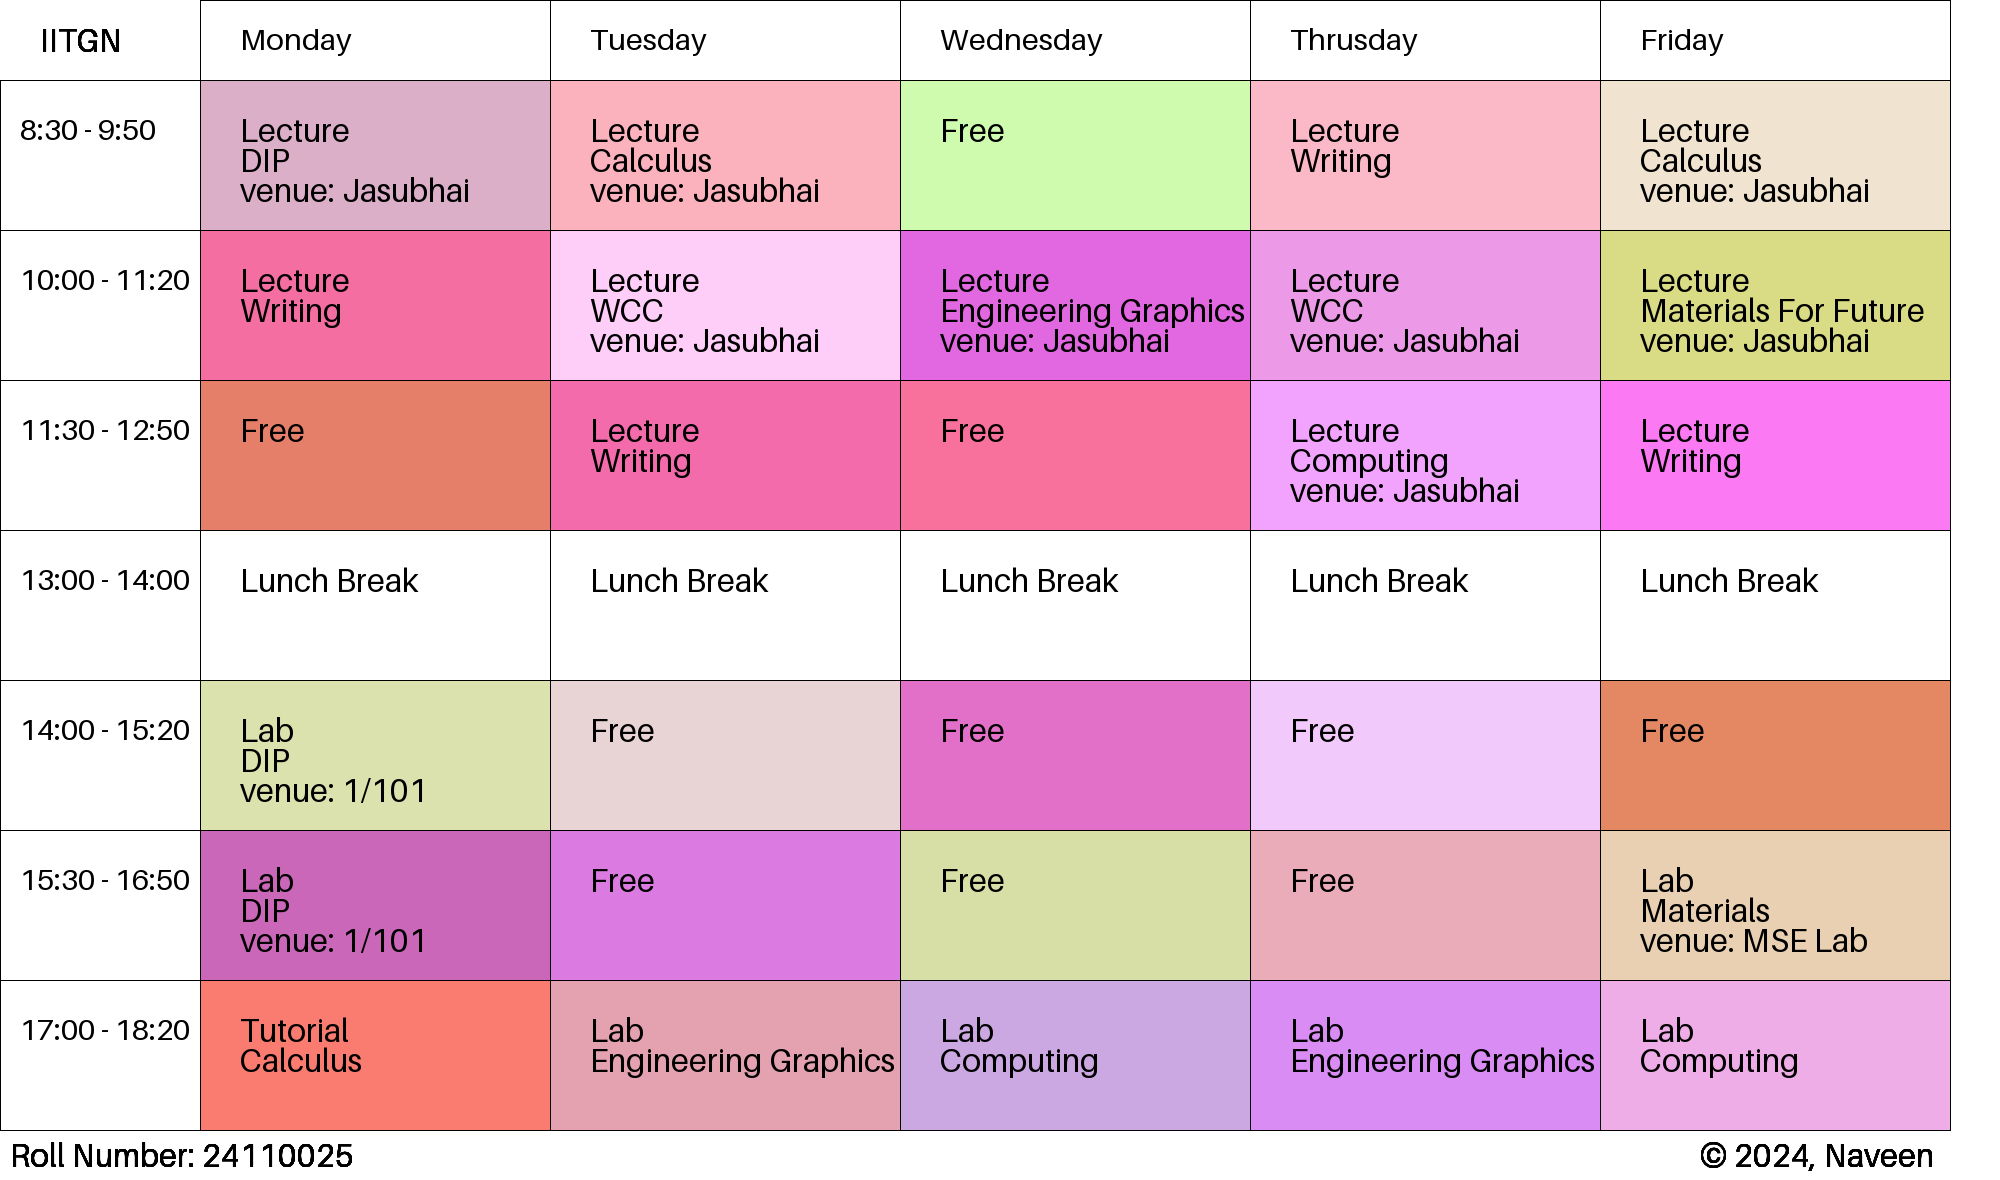 IITGN
Monday
Tuesday
Wednesday
Thrusday
Friday
8:30 - 9:50
Lecture
DIP
venue: Jasubhai
Lecture
Calculus
venue: Jasubhai
Free
Lecture
Writing
Lecture
Calculus
venue: Jasubhai
10:00 - 11:20
Lecture
Writing
Lecture
WCC
venue: Jasubhai
Lecture
Engineering Graphics
venue: Jasubhai
Lecture
WCC
venue: Jasubhai
Lecture
Materials For Future
venue: Jasubhai
11:30 - 12:50
Free
Lecture
Writing
Free
Lecture
Computing
venue: Jasubhai
Lecture
Writing
13:00 - 14:00
Lunch Break
Lunch Break
Lunch Break
Lunch Break
Lunch Break
14:00 - 15:20
Lab
DIP
venue: 1/101
Free
Free
Free
Free
15:30 - 16:50
Lab
DIP
venue: 1/101
Free
Free
Free
Lab
Materials
venue: MSE Lab
17:00 - 18:20
Tutorial
Calculus
Lab
Engineering Graphics
Lab
Computing
Lab
Engineering Graphics
Lab
Computing
Roll Number: 24110025
© 2024, Naveen